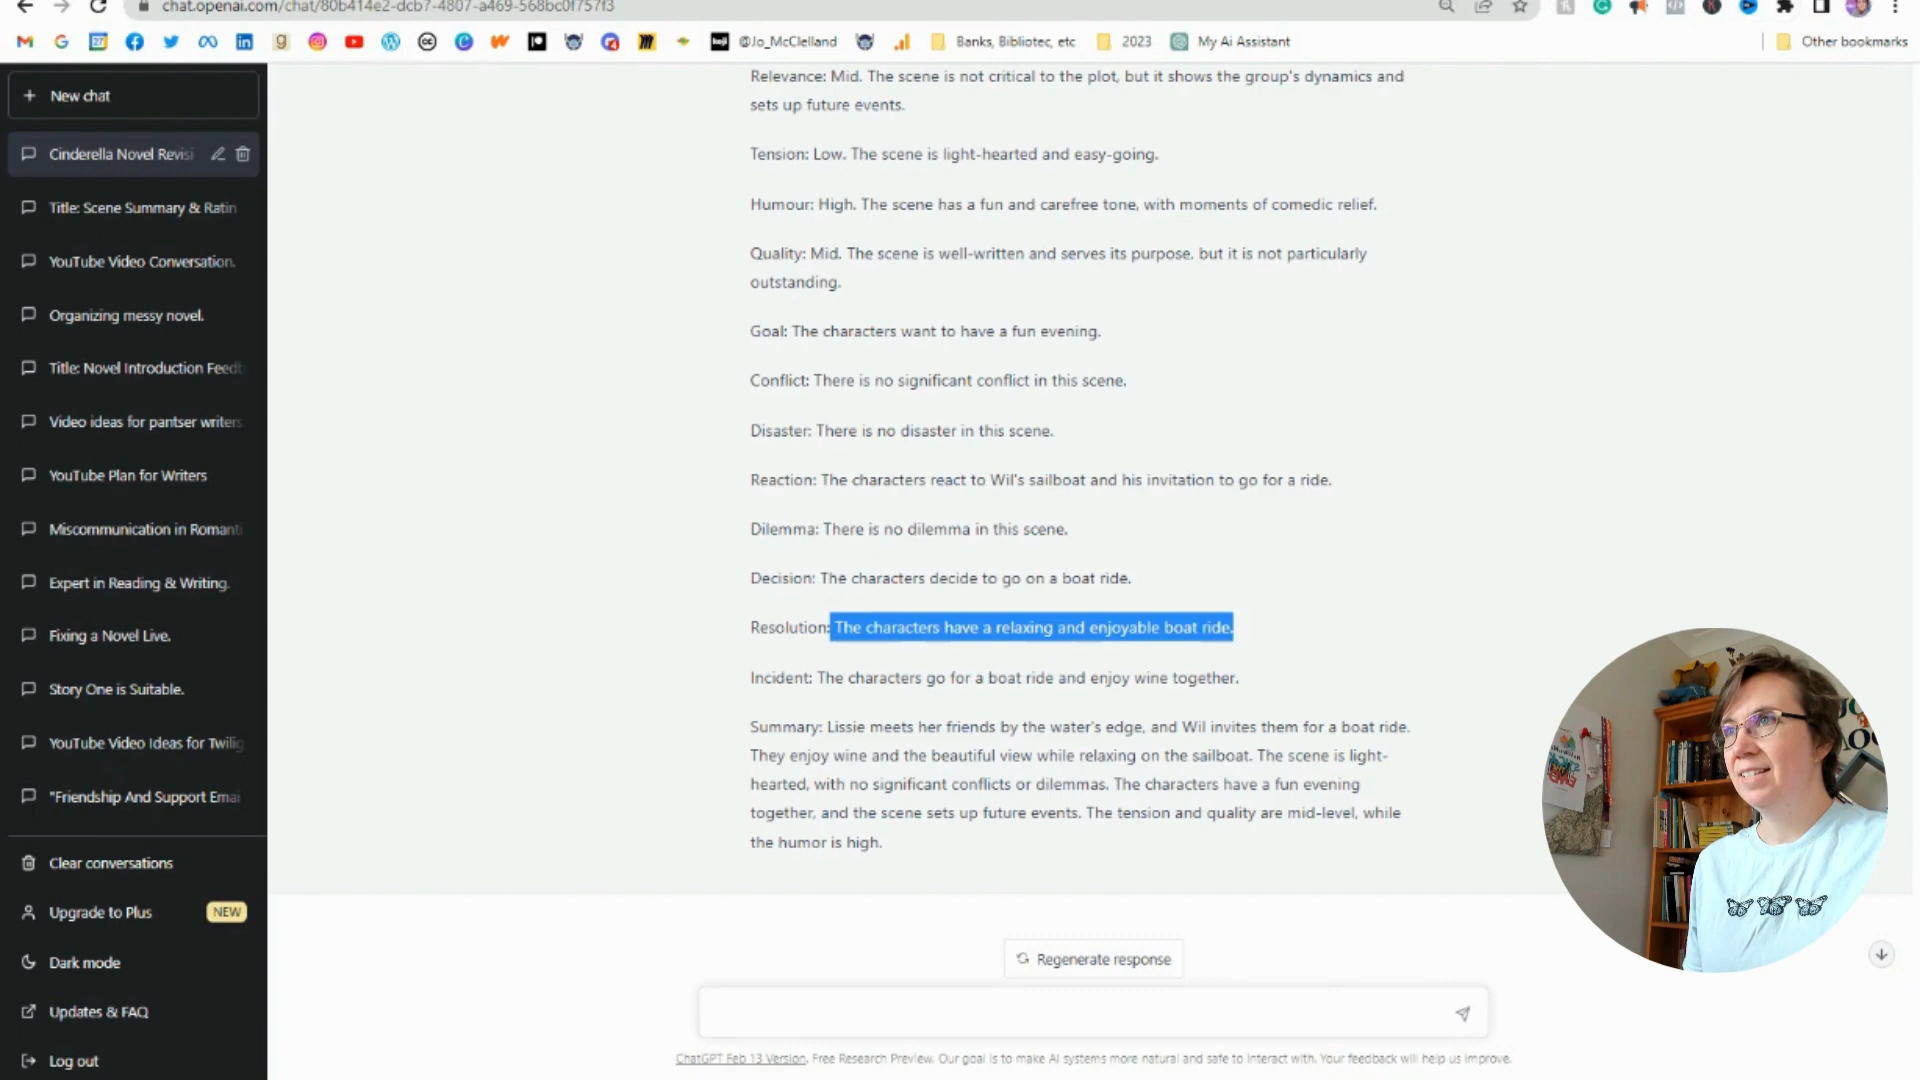 chat.openai.com/chat/80b414e2-dcb7-4807-a469-568bc0f757f3
@Jo_McClelland
Banks, Bibliotec, etc
2023
My Ai Assistant
Other bookmarks
New chat
Cinderella Novel Revisi
Title: Scene Summary & Ratin
YouTube Video Conversation.
Organizing messy novel.
Title: Novel Introduction Feedb
Video ideas for pantser writers
YouTube Plan for Writers
Miscommunication in Romanti
Expert in Reading & Writing.
Fixing a Novel Live.
Story One is Suitable.
YouTube Video Ideas for Twilig
"Friendship And Support Emai
Clear conversations
Upgrade to Plus
NEW
Dark mode
Updates & FAQ
Log out
Relevance: Mid. The scene is not critical to the plot, but it shows the group's dynamics and
sets up future events.
Tension: Low. The scene is light-hearted and easy-going.
Humour: High. The scene has a fun and carefree tone, with moments of comedic relief.
Quality: Mid. The scene is well-written and serves its purpose, but it is not particularly
outstanding.
Goal: The characters want to have a fun evening.
Conflict: There is no significant conflict in this scene.
Disaster: There is no disaster in this scene.
Reaction: The characters react to Wil's sailboat and his invitation to go for a ride.
Dilemma: There is no dilemma in this scene.
Decision: The characters decide to go on a boat ride.
Resolution: The characters have a relaxing and enjoyable boat ride.
Incident: The characters go for a boat ride and enjoy wine together.
Summary: Lissie meets her friends by the water's edge, and Wil invites them for a boat ride.
They enjoy wine and the beautiful view while relaxing on the sailboat. The scene is light-
hearted, with no significant conflicts or dilemmas. The characters have a fun evening
together, and the scene sets up future events. The tension and quality are mid-level, while
the humor is high.
Regenerate response
ChatGPT Feb 13 Version. Free Research Preview. Our goal is to make AI systems more natural and safe to interact with. Your feedback will help us improve.